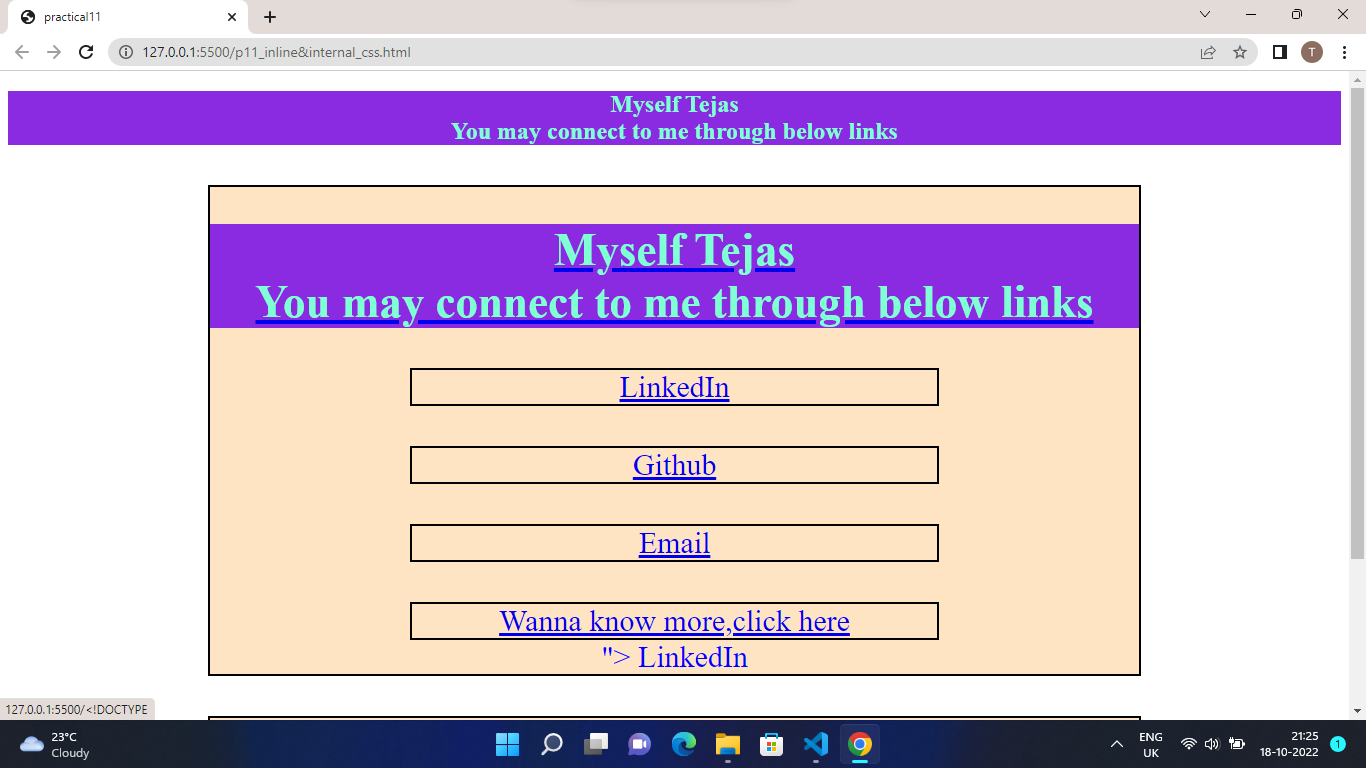 practical11
127.0.0.1:5500/p11_inline&internal_css.html
T
Myself Tejas
You may connect to me through below links
Myself Tejas
You may connect to me through below links
LinkedIn
Github
Email
Wanna know more,click here
"> LinkedIn
127.0.0.1:5500/<!DOCTYPE
23°C
Cloudy
ENG
UK
21:25
18-10-2022
1